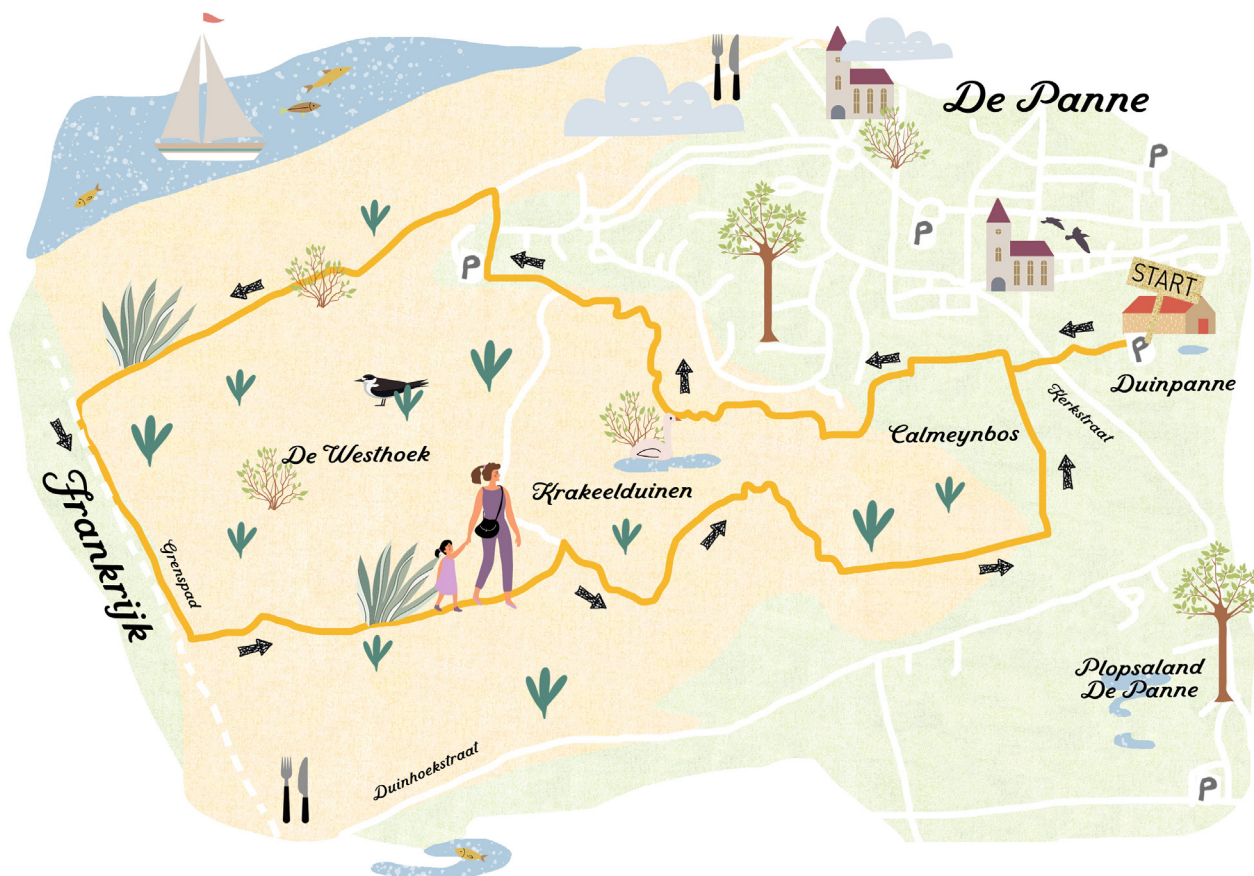 De Panne
P
P
START
P
Duinpanne
P
Kerkstraat
Calmeynbos
De Westhoek
Krakeelduinen
Frankrijk
Grenspad
Plopsaland
De Panne
Duinhoekstraat
P